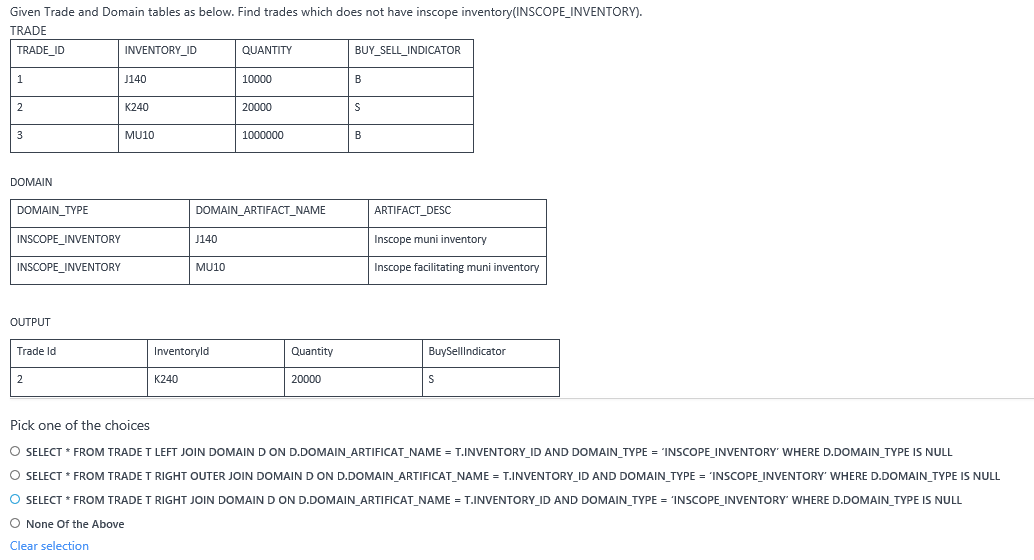 Given Trade and Domain tables as below. Find trades which does not have inscope inventory(INSCOPE_INVENTORY).
TRADE
TRADE_ID INVENTORY_ID QUANTITY BUY_SELL_INDICATOR
1 J140 10000 B
2 K240 20000 S
3 MU10 1000000 B
DOMAIN
DOMAIN_TYPE DOMAIN_ARTIFACT_NAME ARTIFACT_DESC
INSCOPE_INVENTORY J140 Inscope muni inventory
INSCOPE_INVENTORY MU10 Inscope facilitating muni inventory
OUTPUT
Trade Id InventoryId Quantity BuySellIndicator
2 K240 20000 S
Pick one of the choices
SELECT * FROM TRADE T LEFT JOIN DOMAIN D ON D.DOMAIN_ARTIFICAT_NAME = T.INVENTORY_ID AND DOMAIN_TYPE = 'INSCOPE_INVENTORY' WHERE D.DOMAIN_TYPE IS NULL
SELECT * FROM TRADE T RIGHT OUTER JOIN DOMAIN D ON D.DOMAIN_ARTIFICAT_NAME = T.INVENTORY_ID AND DOMAIN_TYPE = 'INSCOPE_INVENTORY' WHERE D.DOMAIN_TYPE IS NULL
SELECT * FROM TRADE T RIGHT JOIN DOMAIN D ON D.DOMAIN_ARTIFICAT_NAME = T.INVENTORY_ID AND DOMAIN_TYPE = 'INSCOPE_INVENTORY' WHERE D.DOMAIN_TYPE IS NULL
None Of the Above
Clear selection